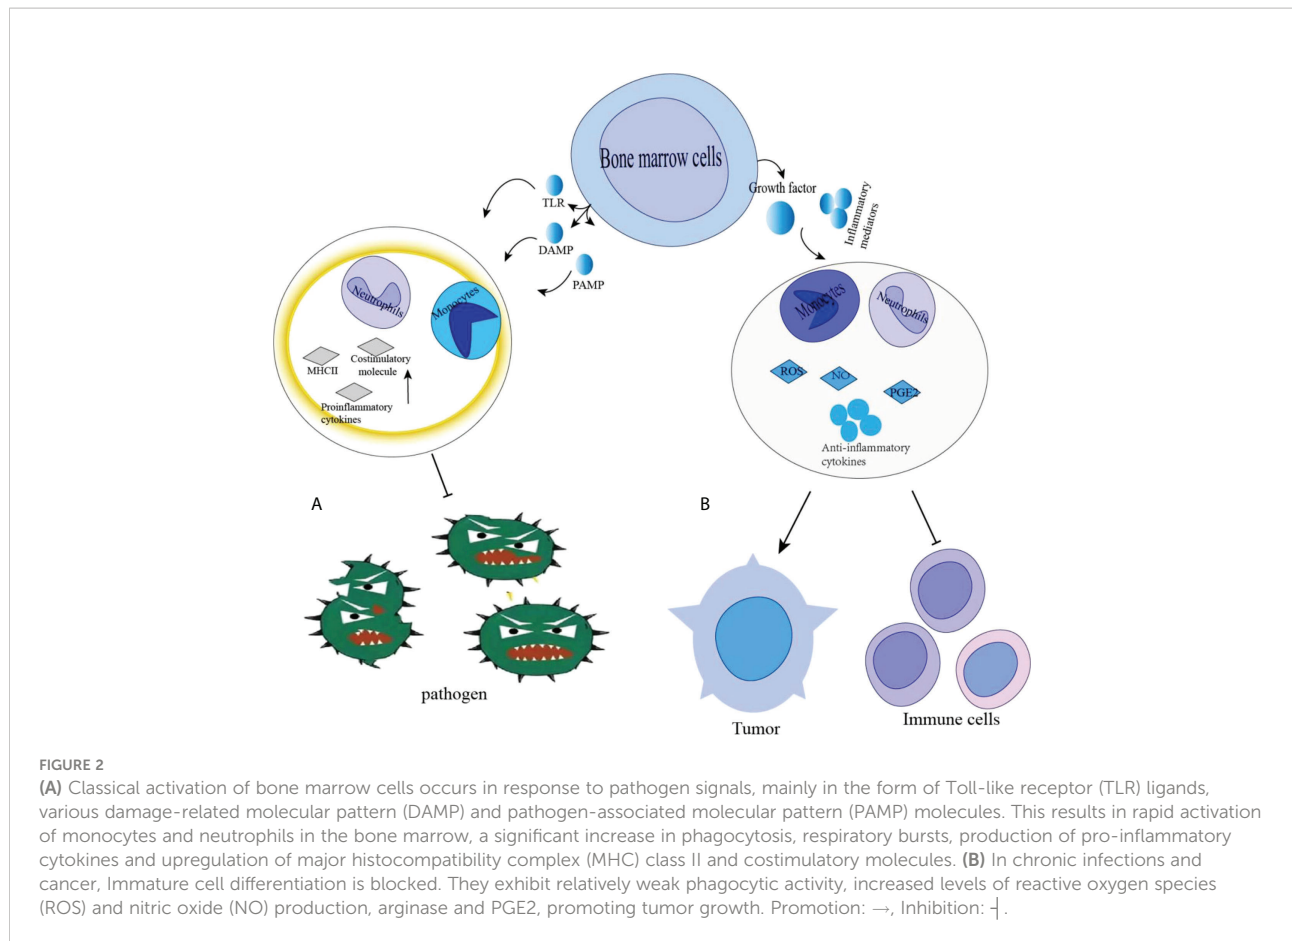 Bone marrow cells
TLR
DAMP
PAMP
Growth factor
Inflammatory
mediators
Neutrophils
Monocytes
MHCII
Costimulatory
molecule
Proinflammatory
cytokines
Monocytes
Neutrophils
ROS
NO
PGE2
Anti-inflammatory
cytokines
A
B
pathogen
Tumor
Immune cells
FIGURE 2
(A) Classical activation of bone marrow cells occurs in response to pathogen signals, mainly in the form of Toll-like receptor (TLR) ligands,
various damage-related molecular pattern (DAMP) and pathogen-associated molecular pattern (PAMP) molecules. This results in rapid activation
of monocytes and neutrophils in the bone marrow, a significant increase in phagocytosis, respiratory bursts, production of pro-inflammatory
cytokines and upregulation of major histocompatibility complex (MHC) class II and costimulatory molecules. (B) In chronic infections and
cancer, Immature cell differentiation is blocked. They exhibit relatively weak phagocytic activity, increased levels of reactive oxygen species
(ROS) and nitric oxide (NO) production, arginase and PGE2, promoting tumor growth. Promotion: →, Inhibition: ┤.